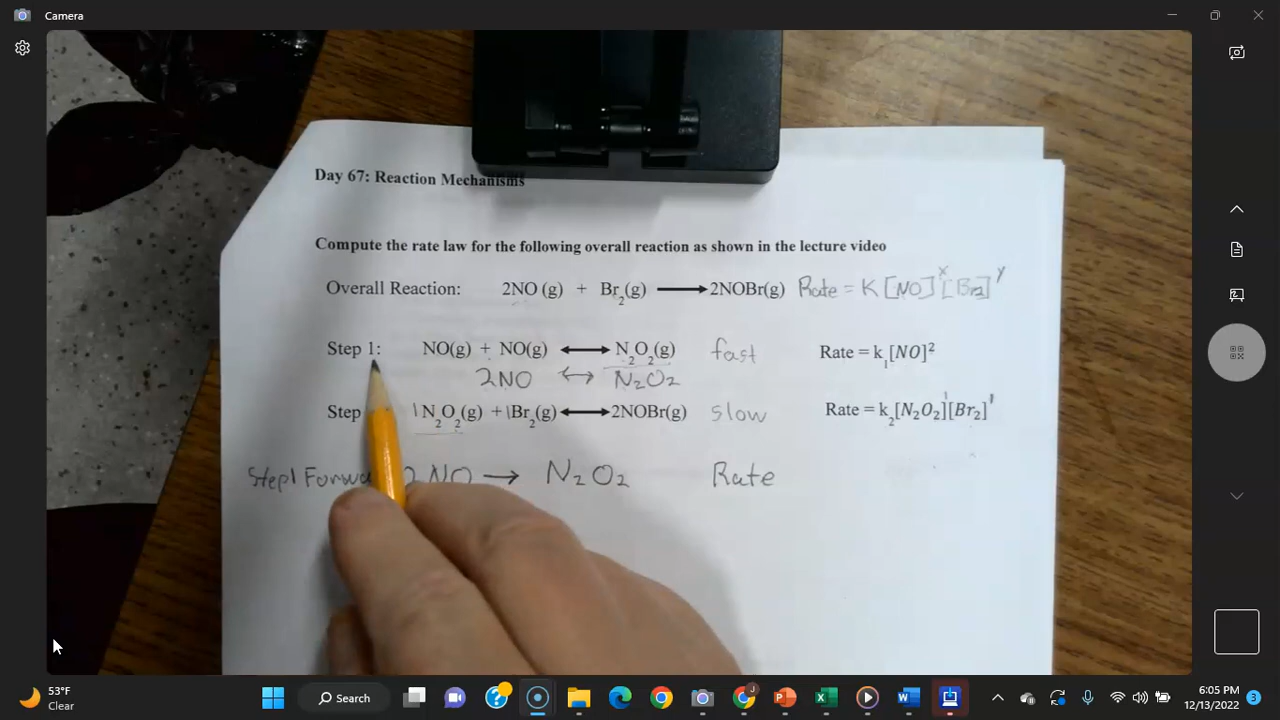 Camera
Day 67: Reaction Mechanisms
Compute the rate law for the following overall reaction as shown in the lecture video
Overall Reaction: 2NO (g) + Br₂(g) ⟶ 2NOBr(g) Rate = K [NO]ˣ [Br₂]ʸ
Step 1: NO(g) + NO(g) ⟷ N₂O₂(g) fast Rate = k₁[NO]²
2NO ⟷ N₂O₂
Step 1N₂O₂(g) + 1Br₂(g) ⟷ 2NOBr(g) slow Rate = k₂[N₂O₂]¹[Br₂]¹
Step1 Forwa 2 NO → N₂O₂ Rate
53°F
Clear
Search
6:05 PM
12/13/2022
3